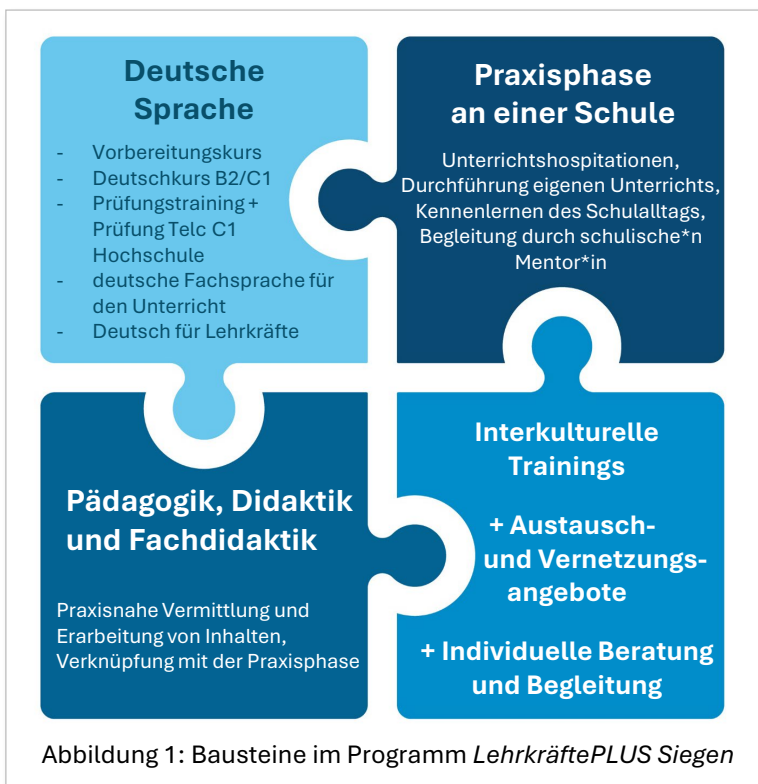 Deutsche
Sprache
- Vorbereitungskurs
- Deutschkurs B2/C1
- Prüfungstraining +
Prüfung Telc C1
Hochschule
- deutsche Fachsprache für
den Unterricht
- Deutsch für Lehrkräfte
Praxisphase
an einer Schule
Unterrichtshospitationen,
Durchführung eigenen Unterrichts,
Kennenlernen des Schulalltags,
Begleitung durch schulische*n
Mentor*in
Pädagogik, Didaktik
und Fachdidaktik
Praxisnahe Vermittlung und
Erarbeitung von Inhalten,
Verknüpfung mit der Praxisphase
Interkulturelle
Trainings
+ Austausch-
und Vernetzungs-
angebote
+ Individuelle Beratung
und Begleitung
Abbildung 1: Bausteine im Programm LehrkräftePLUS Siegen